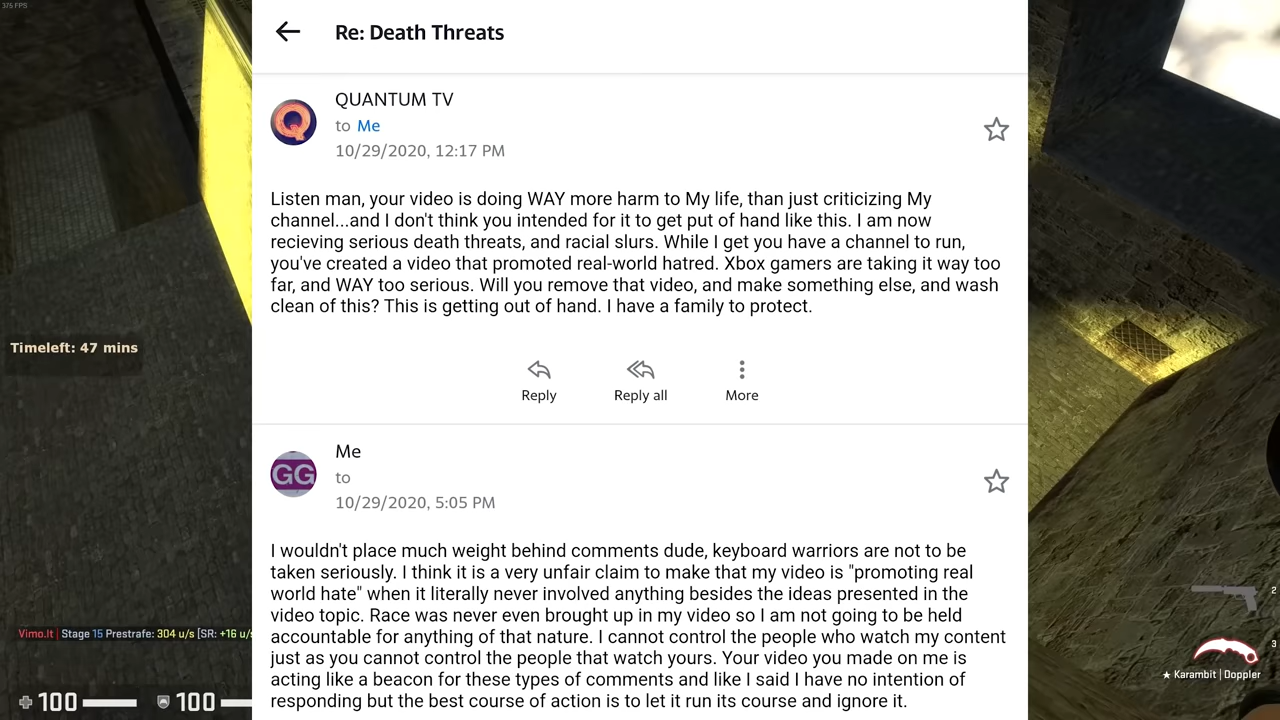 375 FPS
Re: Death Threats
QUANTUM TV
to Me
10/29/2020, 12:17 PM
Listen man, your video is doing WAY more harm to My life, than just criticizing My
channel...and I don't think you intended for it to get put of hand like this. I am now
recieving serious death threats, and racial slurs. While I get you have a channel to run,
you've created a video that promoted real-world hatred. Xbox gamers are taking it way too
far, and WAY too serious. Will you remove that video, and make something else, and wash
clean of this? This is getting out of hand. I have a family to protect.
Timeleft: 47 mins
Reply
Reply all
More
GG
Me
to
10/29/2020, 5:05 PM
I wouldn't place much weight behind comments dude, keyboard warriors are not to be
taken seriously. I think it is a very unfair claim to make that my video is "promoting real
world hate" when it literally never involved anything besides the ideas presented in the
video topic. Race was never even brought up in my video so I am not going to be held
accountable for anything of that nature. I cannot control the people who watch my content
just as you cannot control the people that watch yours. Your video you made on me is
acting like a beacon for these types of comments and like I said I have no intention of
responding but the best course of action is to let it run its course and ignore it.
Vimo.lt | Stage 15 Prestrafe: 304 u/s [SR: +16 u/s
100
100
2
3
★ Karambit | Doppler